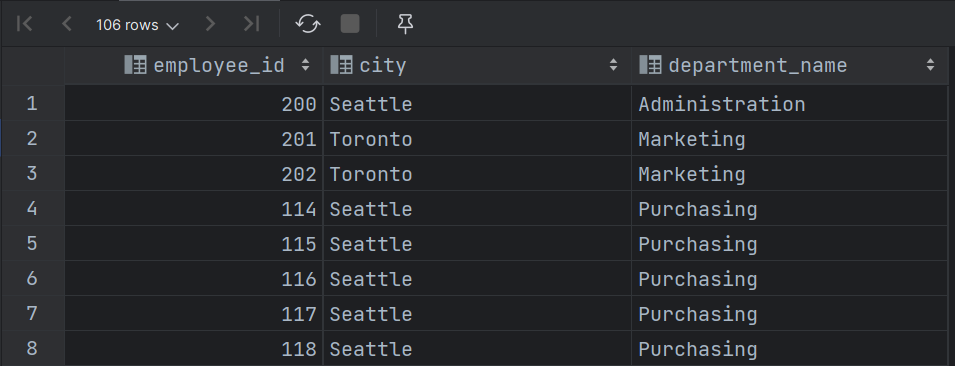 106 rows
employee_id city department_name
1 200 Seattle Administration
2 201 Toronto Marketing
3 202 Toronto Marketing
4 114 Seattle Purchasing
5 115 Seattle Purchasing
6 116 Seattle Purchasing
7 117 Seattle Purchasing
8 118 Seattle Purchasing